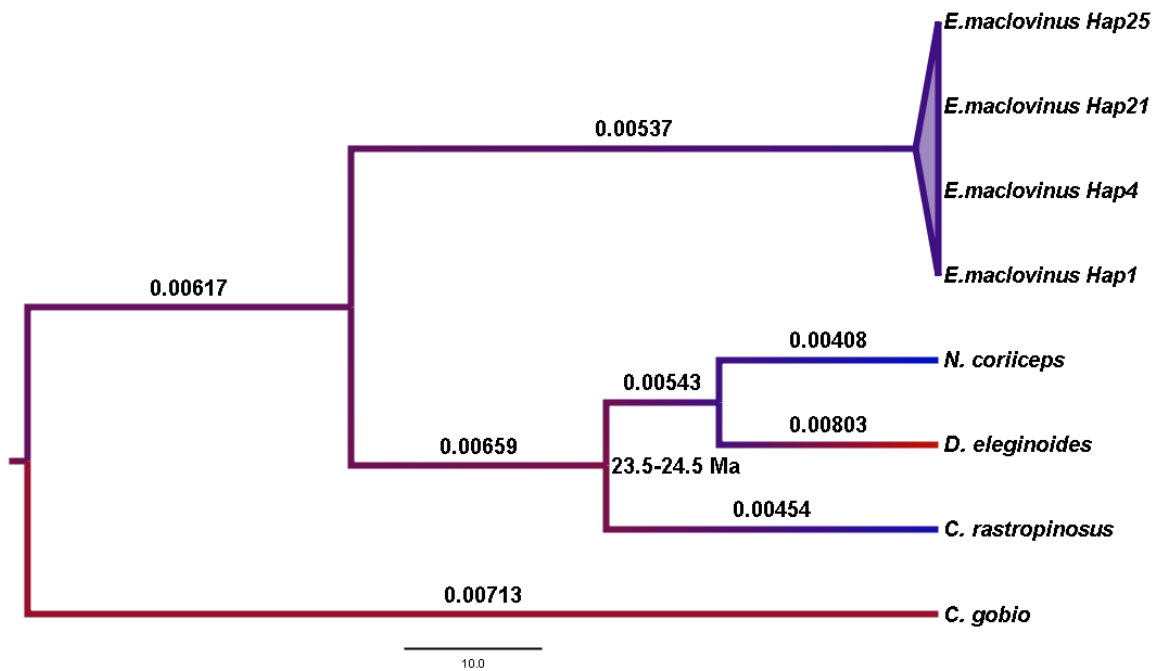 E.maclovinus Hap25
E.maclovinus Hap21
0.00537
E.maclovinus Hap4
E.maclovinus Hap1
0.00617
0.00408
N. coriiceps
0.00543
0.00803
D. eleginoides
0.00659
23.5-24.5 Ma
0.00454
C. rastropinosus
0.00713
C. gobio
10.0